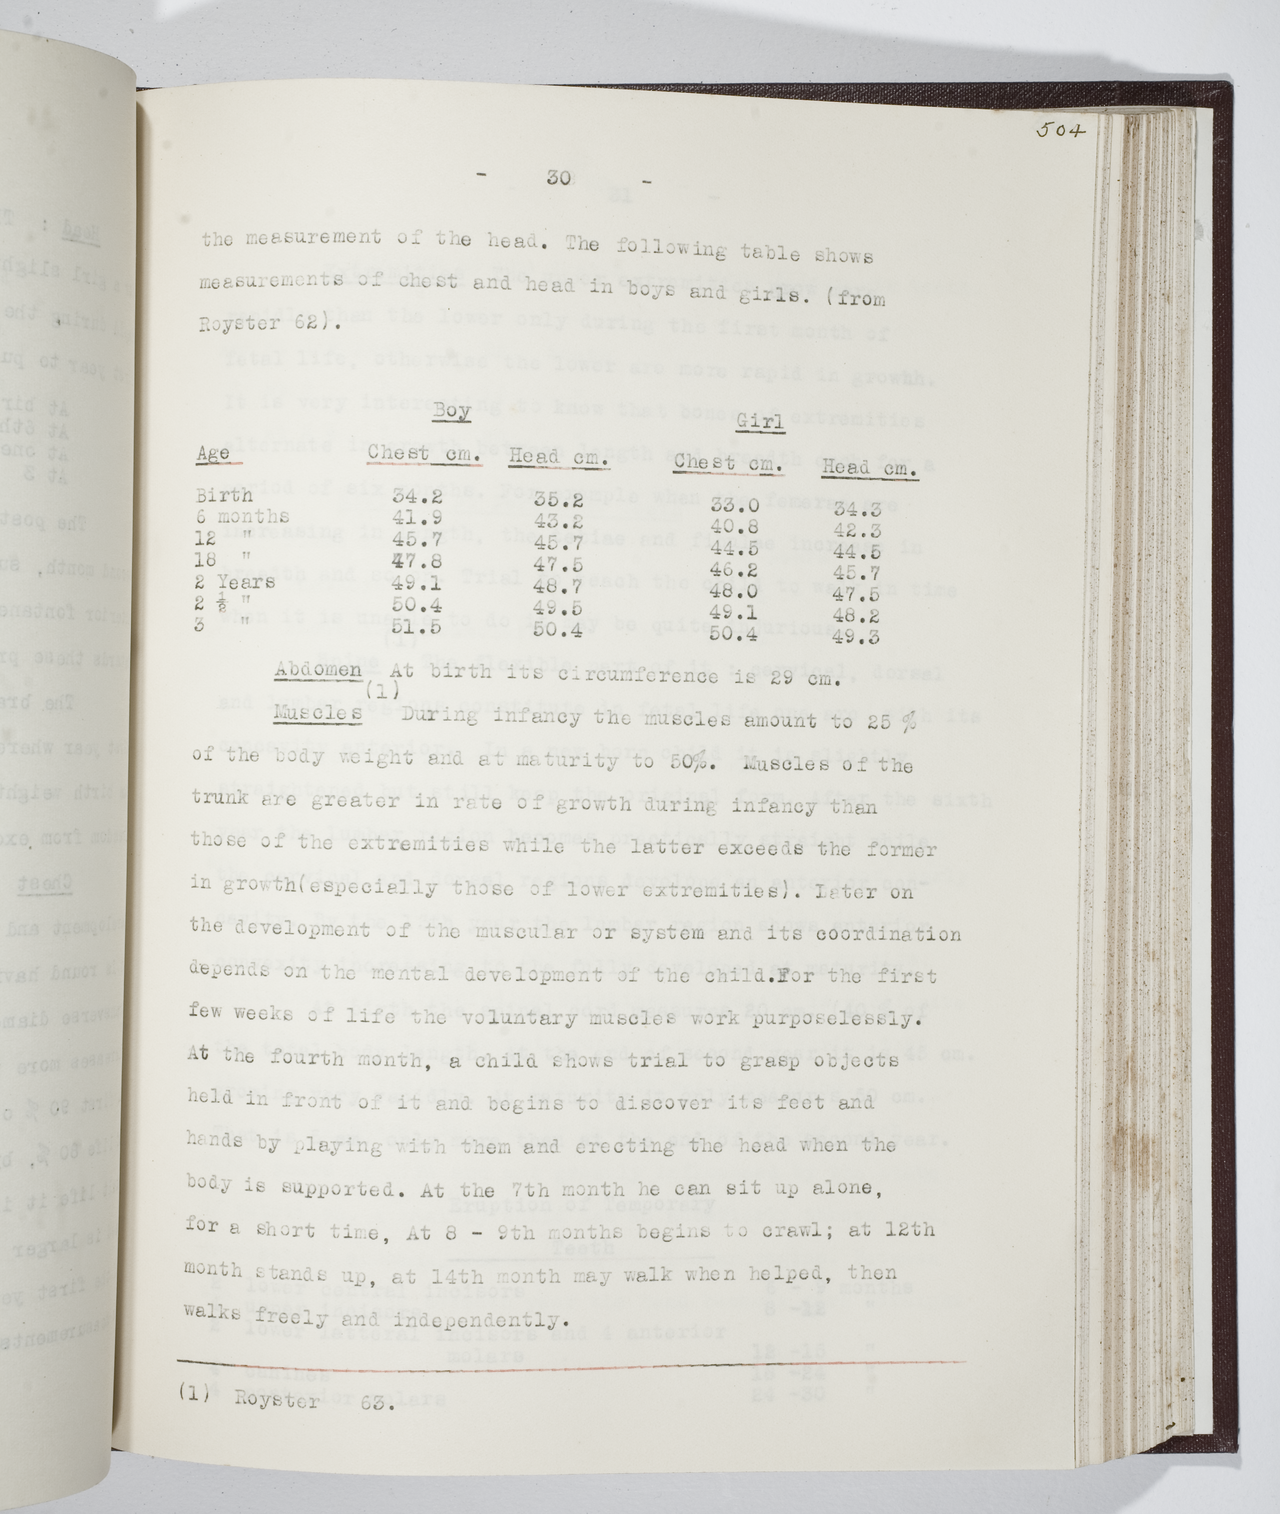 504
- 30 -
the measurement of the head. The following table shows
measurements of chest and head in boys and girls. (from
Royster 62).
Boy Girl
Age Chest cm. Head cm. Chest cm. Head cm.
Birth 34.2 35.2 33.0 34.3
6 months 41.9 43.2 40.8 42.3
12 " 45.7 45.7 44.5 44.5
18 " 47.8 47.5 46.2 45.7
2 Years 49.1 48.7 48.0 47.5
2 ½ " 50.4 49.5 49.1 48.2
3 " 51.5 50.4 50.4 49.3
Abdomen At birth its circumference is 29 cm.
(1)
Muscles During infancy the muscles amount to 25 %
of the body weight and at maturity to 50%. Muscles of the
trunk are greater in rate of growth during infancy than
those of the extremities while the latter exceeds the former
in growth(especially those of lower extremities). Later on
the development of the muscular or system and its coordination
depends on the mental development of the child.For the first
few weeks of life the voluntary muscles work purposelessly.
At the fourth month, a child shows trial to grasp objects
held in front of it and begins to discover its feet and
hands by playing with them and erecting the head when the
body is supported. At the 7th month he can sit up alone,
for a short time, At 8 - 9th months begins to crawl; at 12th
month stands up, at 14th month may walk when helped, then
walks freely and independently.
(1) Royster 63.